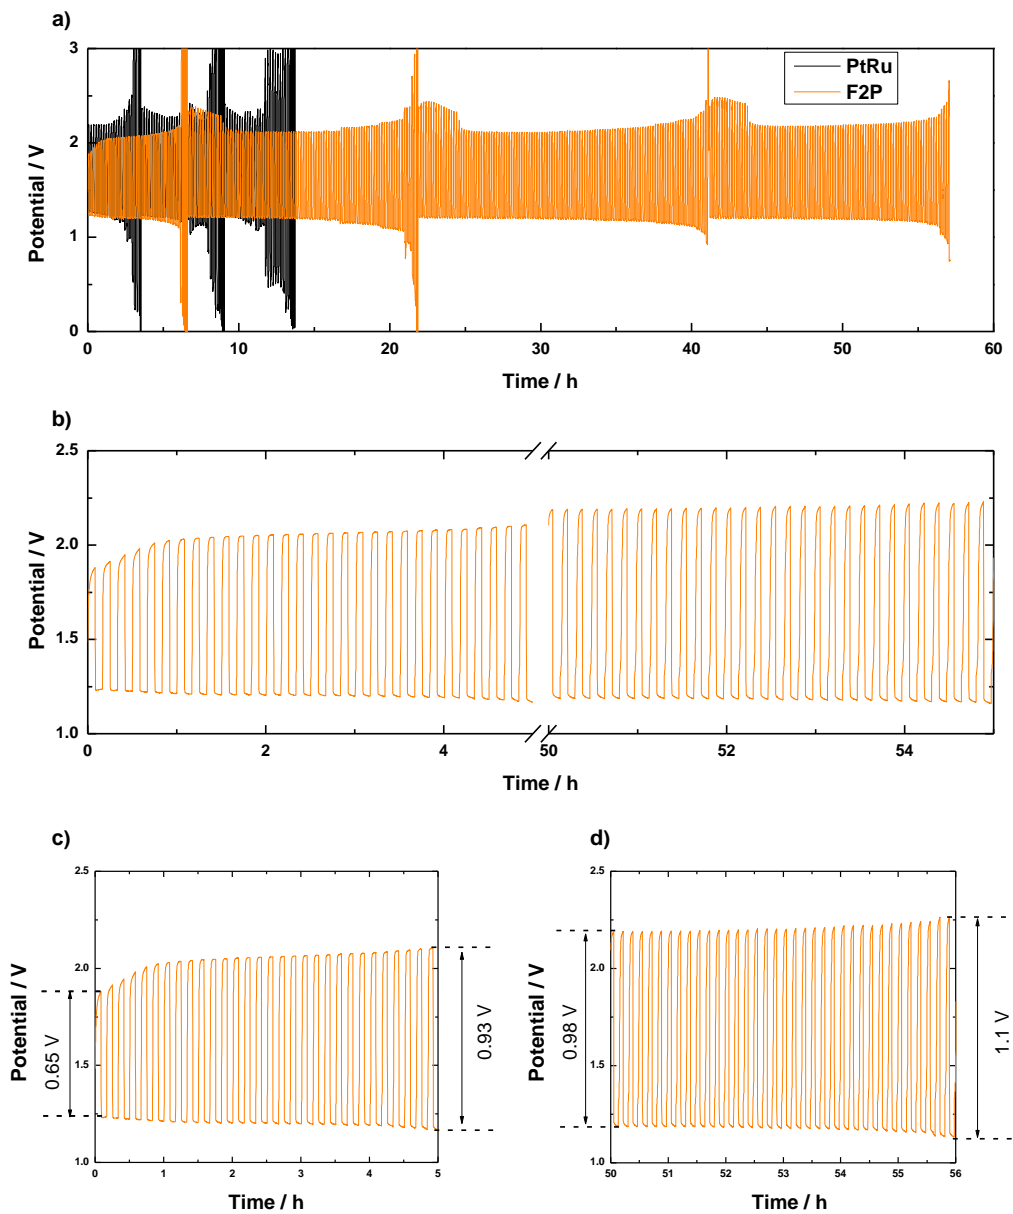 a)
3
2
1
0
Potential / V
PtRu
F2P
0 10 20 30 40 50 60
Time / h
b)
2.5
2.0
1.5
1.0
Potential / V
0 2 4 50 52 54
Time / h
c)
2.5
2.0
1.5
1.0
Potential / V
0.65 V
0.93 V
0 1 2 3 4 5
Time / h
d)
2.5
2.0
1.5
1.0
Potential / V
0.98 V
1.1 V
50 51 52 53 54 55 56
Time / h